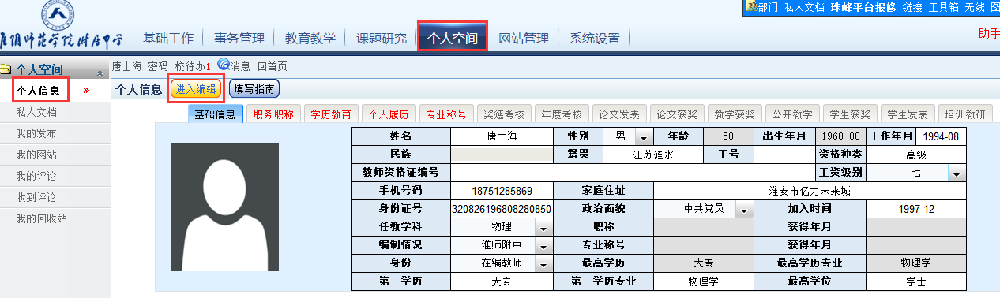 部门 私人文档 珠峰平台报修 链接 工具箱 无线 图
淮阴师范学院附属中学
基础工作 事务管理 教育教学 课题研究 个人空间 网站管理 系统设置
助手
个人空间
唐士海 密码 校待办1 消息 回首页
个人信息 »
个人信息 进入编辑 填写指南
私人文档
我的发布
我的网站
我的评论
收到评论
我的回收站
基础信息 职务职称 学历教育 个人履历 专业称号 奖惩考核 年度考核 论文发表 论文获奖 教学获奖 公开教学 学生获奖 学生发表 培训教研
姓名 唐士海 性别 男 年龄 50 出生年月 1968-08 工作年月 1994-08
民族 籍贯 江苏涟水 工号 资格种类 高级
教师资格证编号 工资级别 七
手机号码 18751285869 家庭住址 淮安市亿力未来城
身份证号 320826196808280850 政治面貌 中共党员 加入时间 1997-12
任教学科 物理 职称 获得年月
编制情况 淮师附中 专业称号 获得年月
身份 在编教师 最高学历 大专 最高学历专业 物理学
第一学历 大专 第一学历专业 物理学 最高学位 学士